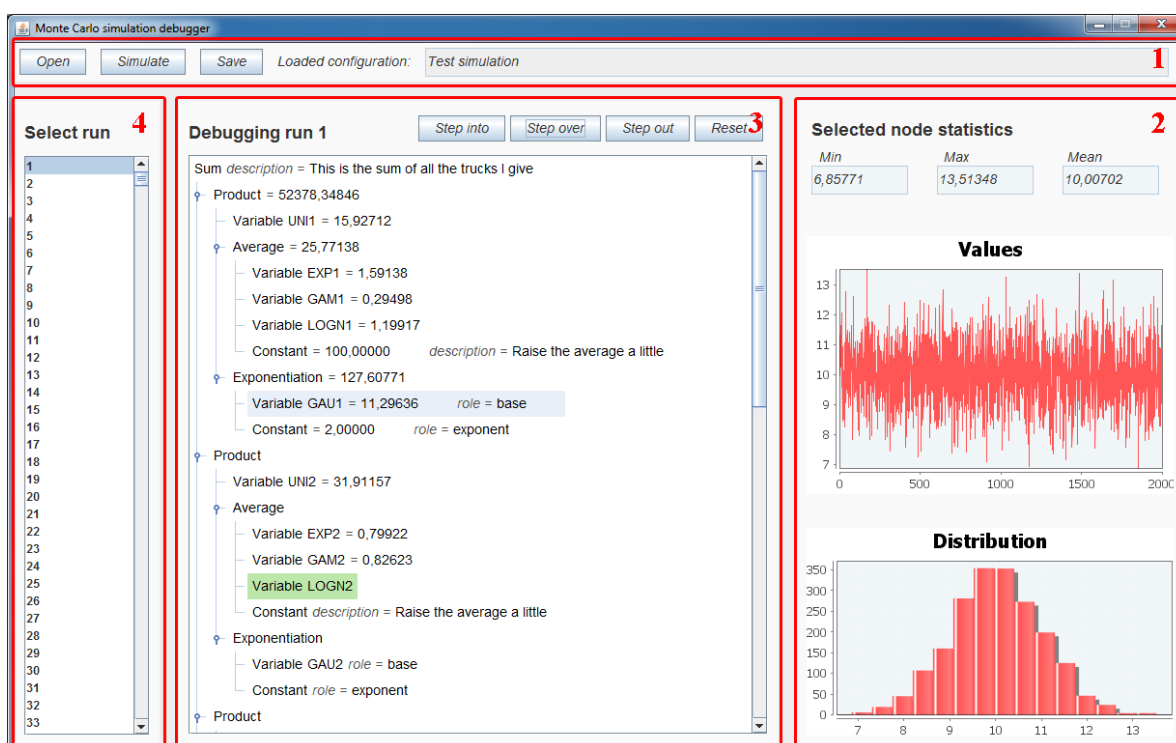 Monte Carlo simulation debugger
Open Simulate Save Loaded configuration: Test simulation 1
Select run 4
1
2
3
4
5
6
7
8
9
10
11
12
13
14
15
16
17
18
19
20
21
22
23
24
25
26
27
28
29
30
31
32
33
Debugging run 1 Step into Step over Step out Reset 3
Sum description = This is the sum of all the trucks I give
Product = 52378,34846
Variable UNI1 = 15,92712
Average = 25,77138
Variable EXP1 = 1,59138
Variable GAM1 = 0,29498
Variable LOGN1 = 1,19917
Constant = 100,00000 description = Raise the average a little
Exponentiation = 127,60771
Variable GAU1 = 11,29636 role = base
Constant = 2,00000 role = exponent
Product
Variable UNI2 = 31,91157
Average
Variable EXP2 = 0,79922
Variable GAM2 = 0,82623
Variable LOGN2
Constant description = Raise the average a little
Exponentiation
Variable GAU2 role = base
Constant role = exponent
Product
Selected node statistics 2
Min Max Mean
6,85771 13,51348 10,00702
Values
13
12
11
10
9
8
7
0 500 1000 1500 2000
Distribution
350
300
250
200
150
100
50
0
7 8 9 10 11 12 13